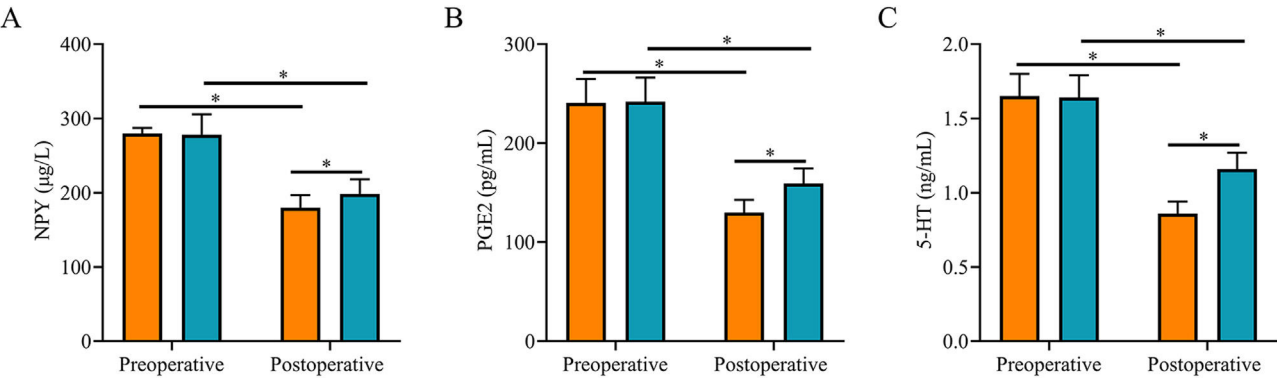 A
NPY (µg/L)
400
300
200
100
0
*
*
*
Preoperative
Postoperative
B
PGE2 (pg/mL)
300
200
100
0
*
*
*
Preoperative
Postoperative
C
5-HT (ng/mL)
2.0
1.5
1.0
0.5
0.0
*
*
*
Preoperative
Postoperative